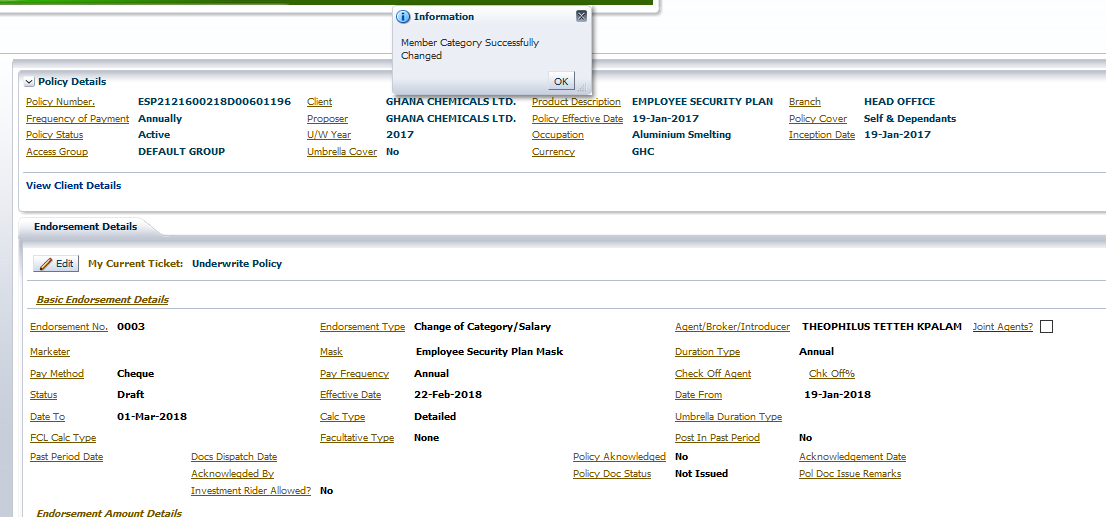 Information
Member Category Successfully
Changed
OK
Policy Details
Policy Number. ESP2121600218D00601196 Client GHANA CHEMICALS LTD. Product Description EMPLOYEE SECURITY PLAN Branch HEAD OFFICE
Frequency of Payment Annually Proposer GHANA CHEMICALS LTD. Policy Effective Date 19-Jan-2017 Policy Cover Self & Dependants
Policy Status Active U/W Year 2017 Occupation Aluminium Smelting Inception Date 19-Jan-2017
Access Group DEFAULT GROUP Umbrella Cover No Currency GHC
View Client Details
Endorsement Details
Edit My Current Ticket: Underwrite Policy
Basic Endorsement Details
Endorsement No. 0003 Endorsement Type Change of Category/Salary Agent/Broker/Introducer THEOPHILUS TETTEH KPALAM Joint Agents?
Marketer Mask Employee Security Plan Mask Duration Type Annual
Pay Method Cheque Pay Frequency Annual Check Off Agent Chk Off%
Status Draft Effective Date 22-Feb-2018 Date From 19-Jan-2018
Date To 01-Mar-2018 Calc Type Detailed Umbrella Duration Type
FCL Calc Type Facultative Type None Post In Past Period No
Past Period Date Docs Dispatch Date Policy Aknowledged No Acknowledgement Date
Acknowlegded By Policy Doc Status Not Issued Pol Doc Issue Remarks
Investment Rider Allowed? No
Endorsement Amount Details